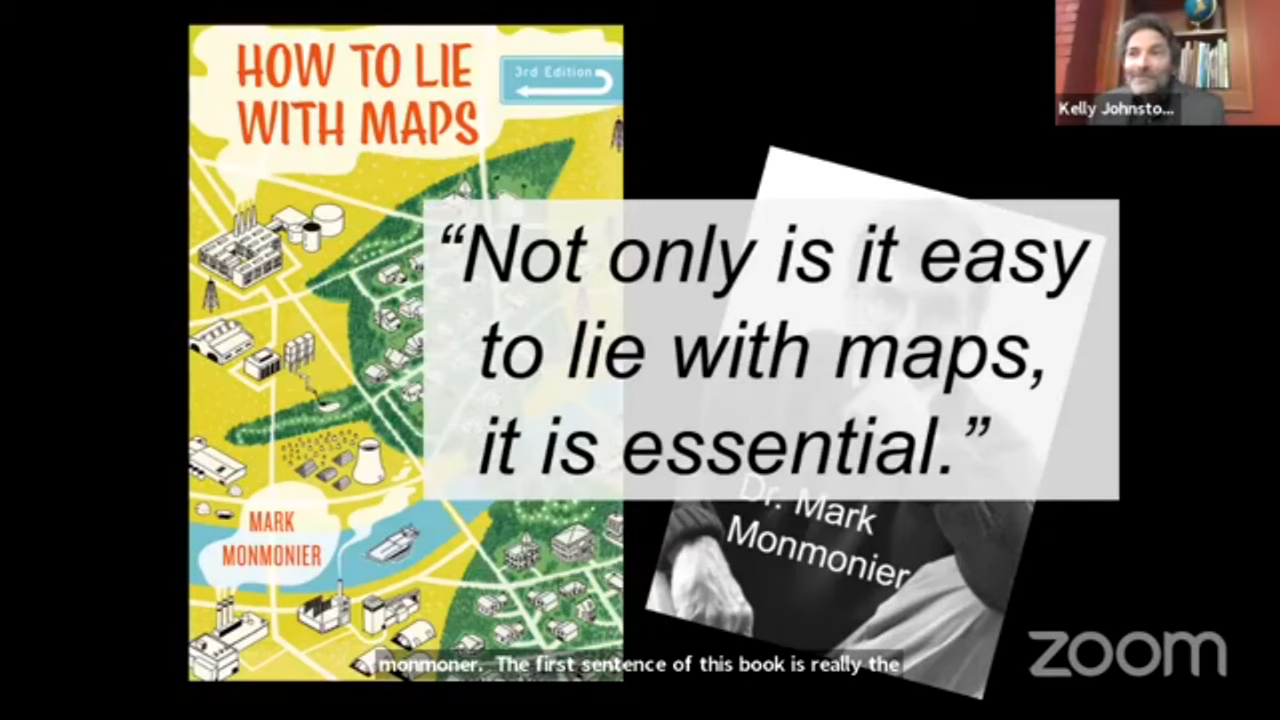 HOW TO LIE
WITH MAPS
3rd Edition
Kelly Johnsto...
“Not only is it easy
to lie with maps,
it is essential.”
Dr. Mark
Monmonier
MARK
MONMONIER
monmoner. The first sentence of this book is really the
zoom